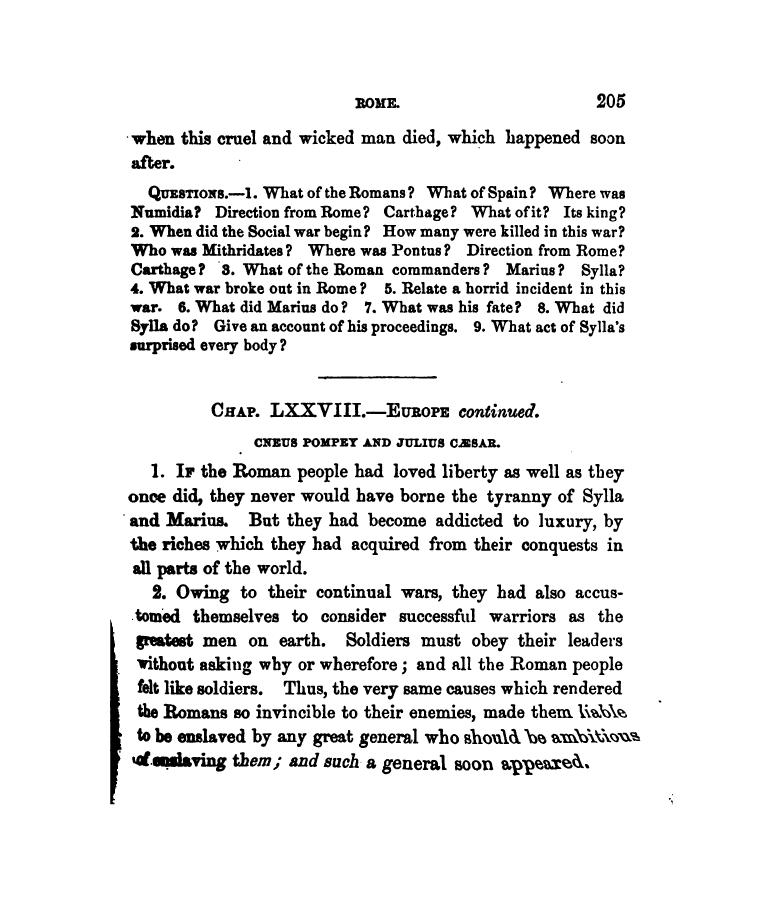 ROME. 205
when this cruel and wicked man died, which happened soon
after.
QUESTIONS.—1. What of the Romans? What of Spain? Where was
Numidia? Direction from Rome? Carthage? What of it? Its king?
2. When did the Social war begin? How many were killed in this war?
Who was Mithridates? Where was Pontus? Direction from Rome?
Carthage? 3. What of the Roman commanders? Marius? Sylla?
4. What war broke out in Rome? 5. Relate a horrid incident in this
war. 6. What did Marius do? 7. What was his fate? 8. What did
Sylla do? Give an account of his proceedings. 9. What act of Sylla's
surprised every body?
CHAP. LXXVIII.—EUROPE continued.
CNEUS POMPEY AND JULIUS CÆSAR.
1. IF the Roman people had loved liberty as well as they
once did, they never would have borne the tyranny of Sylla
and Marius. But they had become addicted to luxury, by
the riches which they had acquired from their conquests in
all parts of the world.
2. Owing to their continual wars, they had also accus-
tomed themselves to consider successful warriors as the
greatest men on earth. Soldiers must obey their leaders
without asking why or wherefore; and all the Roman people
felt like soldiers. Thus, the very same causes which rendered
the Romans so invincible to their enemies, made them liable
to be enslaved by any great general who should be ambitious
of enslaving them; and such a general soon appeared.